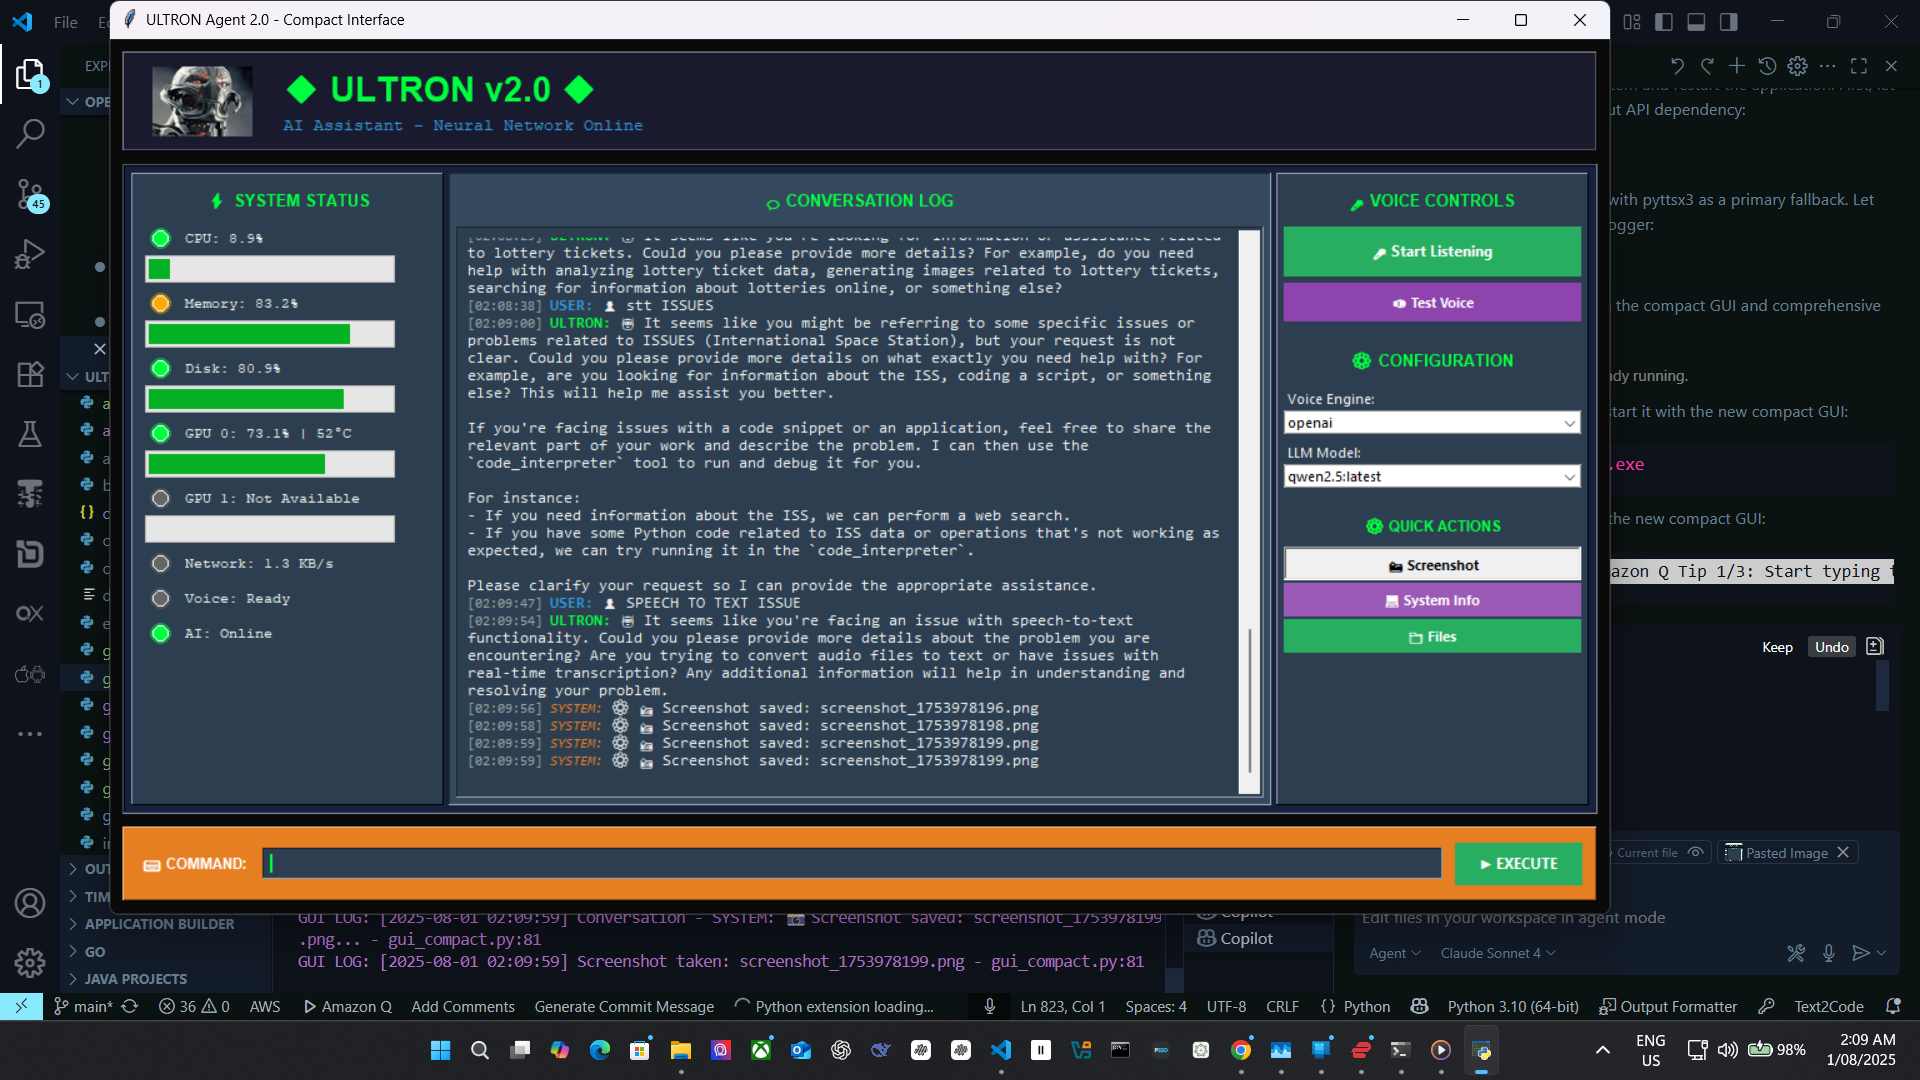 ULTRON Agent 2.0 - Compact Interface
File
EXP
OPE
ULT
◆ ULTRON v2.0 ◆
AI Assistant - Neural Network Online
SYSTEM STATUS
CPU: 8.9%
Memory: 83.2%
Disk: 80.9%
GPU 0: 73.1% | 52°C
GPU 1: Not Available
Network: 1.3 KB/s
Voice: Ready
AI: Online
CONVERSATION LOG
[02:08:29] ULTRON: It seems like you're looking for information or assistance related
to lottery tickets. Could you please provide more details? For example, do you need
help with analyzing lottery ticket data, generating images related to lottery tickets,
searching for information about lotteries online, or something else?
[02:08:38] USER: stt ISSUES
[02:09:00] ULTRON: It seems like you might be referring to some specific issues or
problems related to ISSUES (International Space Station), but your request is not
clear. Could you please provide more details on what exactly you need help with? For
example, are you looking for information about the ISS, coding a script, or something
else? This will help me assist you better.
If you're facing issues with a code snippet or an application, feel free to share the
relevant part of your work and describe the problem. I can then use the
`code_interpreter` tool to run and debug it for you.
For instance:
- If you need information about the ISS, we can perform a web search.
- If you have some Python code related to ISS data or operations that's not working as
expected, we can try running it in the `code_interpreter`.
Please clarify your request so I can provide the appropriate assistance.
[02:09:47] USER: SPEECH TO TEXT ISSUE
[02:09:54] ULTRON: It seems like you're facing an issue with speech-to-text
functionality. Could you please provide more details about the problem you are
encountering? Are you trying to convert audio files to text or have issues with
real-time transcription? Any additional information will help in understanding and
resolving your problem.
[02:09:56] SYSTEM: Screenshot saved: screenshot_1753978196.png
[02:09:58] SYSTEM: Screenshot saved: screenshot_1753978198.png
[02:09:59] SYSTEM: Screenshot saved: screenshot_1753978199.png
[02:09:59] SYSTEM: Screenshot saved: screenshot_1753978199.png
VOICE CONTROLS
Start Listening
Test Voice
CONFIGURATION
Voice Engine:
openai
LLM Model:
qwen2.5:latest
QUICK ACTIONS
Screenshot
System Info
Files
COMMAND:
▶ EXECUTE
ut API dependency:
with pyttsx3 as a primary fallback. Let
ogger:
the compact GUI and comprehensive
dy running.
start it with the new compact GUI:
.exe
the new compact GUI:
azon Q Tip 1/3: Start typing t
Keep
Undo
Current file
Pasted Image
Edit files in your workspace in agent mode
Agent
Claude Sonnet 4
OUT
TIM
APPLICATION BUILDER
GO
JAVA PROJECTS
GUI LOG: [2025-08-01 02:09:59] Conversation - SYSTEM: Screenshot saved: screenshot_1753978199
.png... - gui_compact.py:81
GUI LOG: [2025-08-01 02:09:59] Screenshot taken: screenshot_1753978199.png - gui_compact.py:81
Copilot
Copilot
1
45
main*
36
0
AWS
Amazon Q
Add Comments
Generate Commit Message
Python extension loading...
Ln 823, Col 1
Spaces: 4
UTF-8
CRLF
{ } Python
Python 3.10 (64-bit)
Output Formatter
Text2Code
ENG
US
98%
2:09 AM
1/08/2025